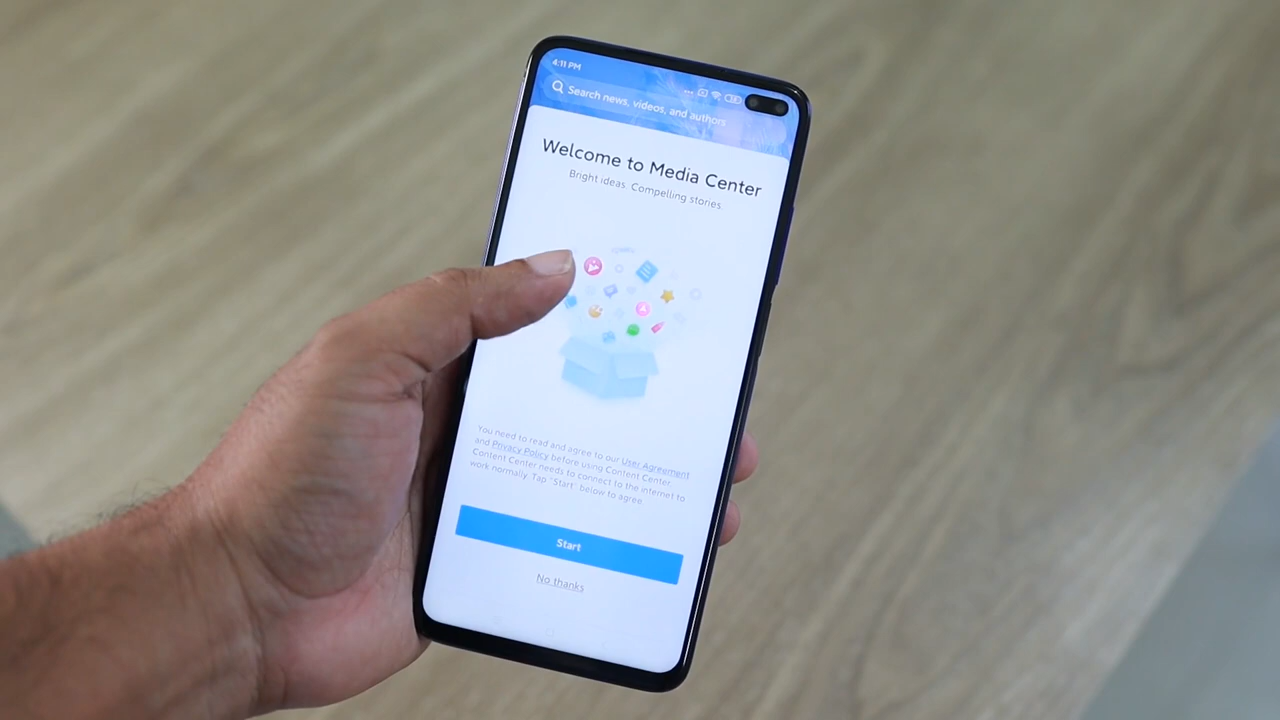 4:11 PM
Search news, videos, and authors
Welcome to Media Center
Bright ideas. Compelling stories.
You need to read and agree to our User Agreement
and Privacy Policy before using Content Center.
Content Center needs to connect to the internet to
work normally. Tap "Start" below to agree.
Start
No thanks